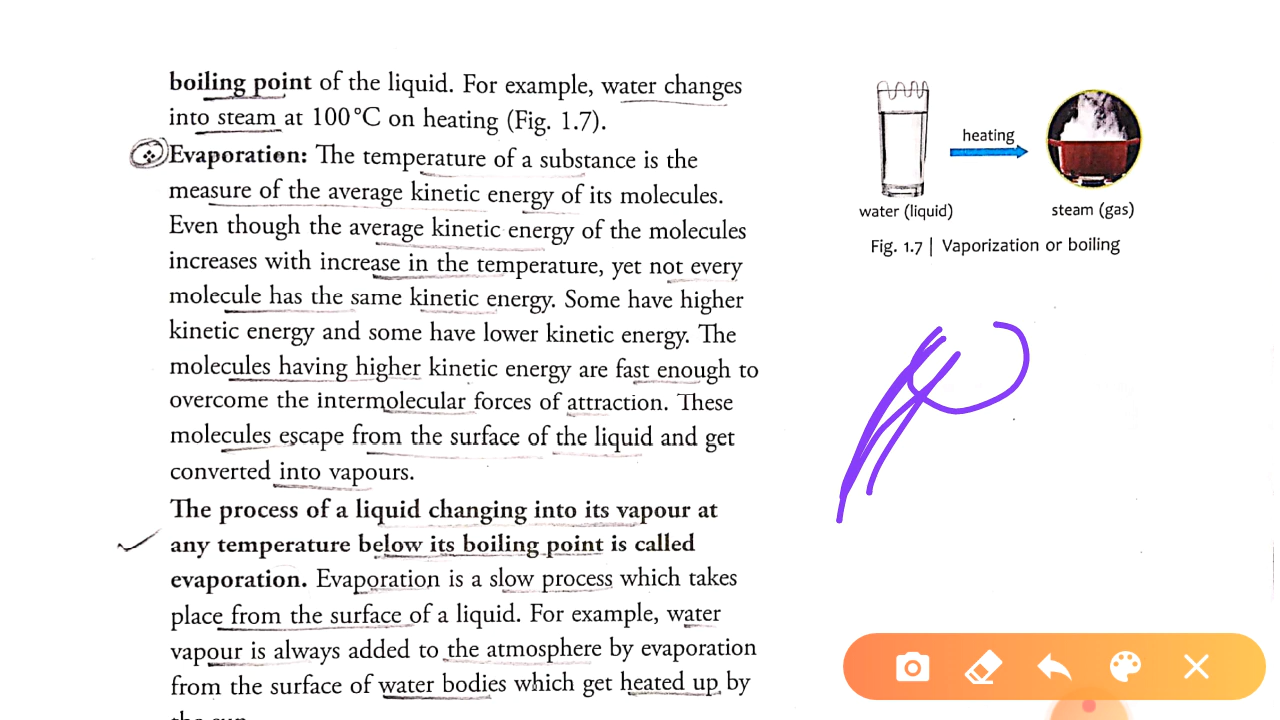 boiling point of the liquid. For example, water changes
into steam at 100°C on heating (Fig. 1.7).
Evaporation: The temperature of a substance is the
measure of the average kinetic energy of its molecules.
Even though the average kinetic energy of the molecules
increases with increase in the temperature, yet not every
molecule has the same kinetic energy. Some have higher
kinetic energy and some have lower kinetic energy. The
molecules having higher kinetic energy are fast enough to
overcome the intermolecular forces of attraction. These
molecules escape from the surface of the liquid and get
converted into vapours.
The process of a liquid changing into its vapour at
any temperature below its boiling point is called
evaporation. Evaporation is a slow process which takes
place from the surface of a liquid. For example, water
vapour is always added to the atmosphere by evaporation
from the surface of water bodies which get heated up by
the sun.
heating
water (liquid)
steam (gas)
Fig. 1.7 | Vaporization or boiling